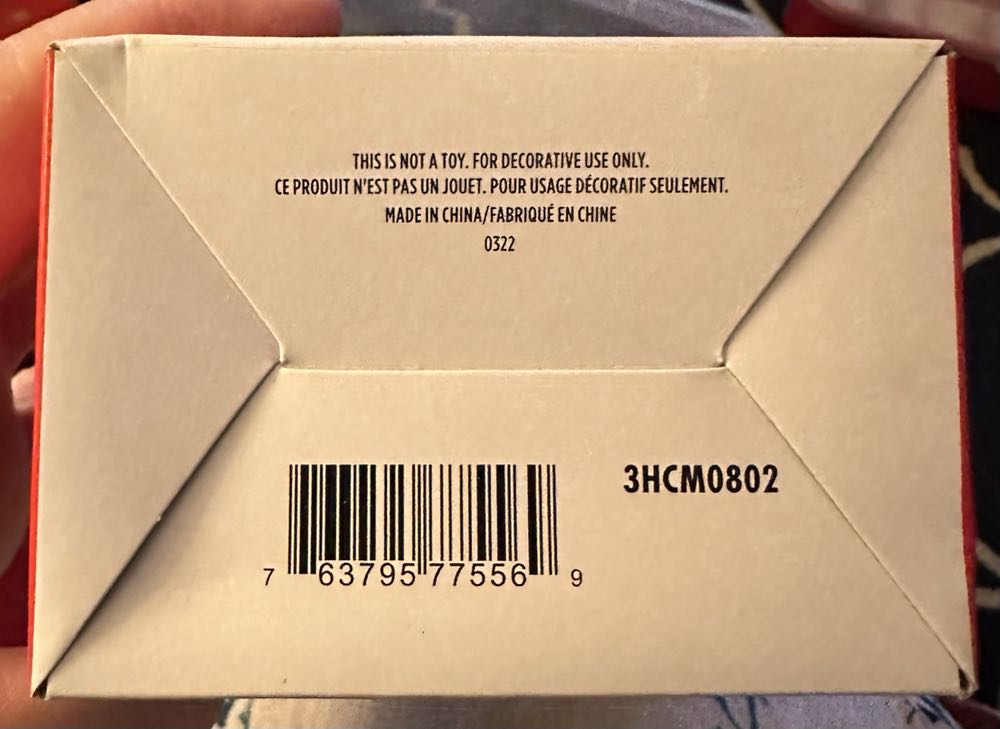 THIS IS NOT A TOY. FOR DECORATIVE USE ONLY.
CE PRODUIT N'EST PAS UN JOUET. POUR USAGE DÉCORATIF SEULEMENT.
MADE IN CHINA/FABRIQUÉ EN CHINE
0322
3HCM0802
7 63795 77556 9